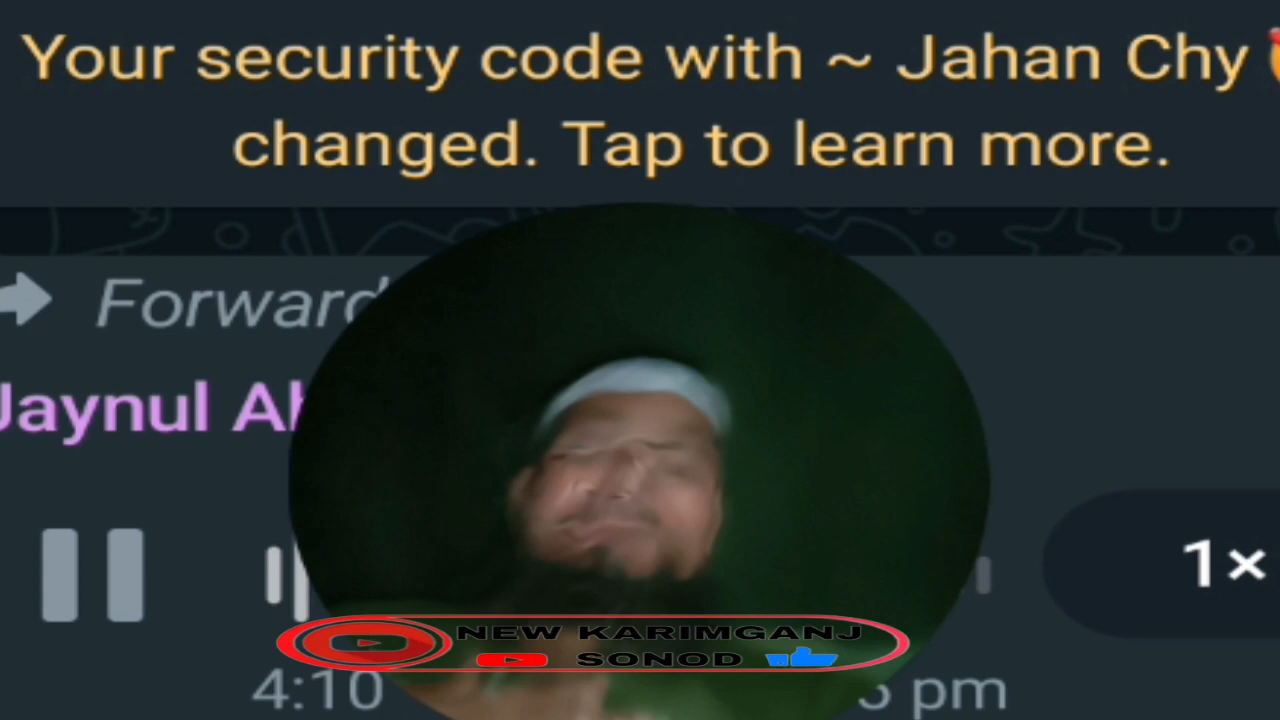 Your security code with ~ Jahan Chy
changed. Tap to learn more.
Forward
Jaynul Ah
1×
NEW KARIMGANJ
SONOD
4:10
pm